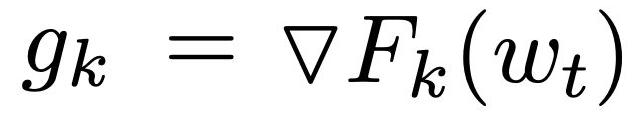 g_k = ▽F_k(w_t)